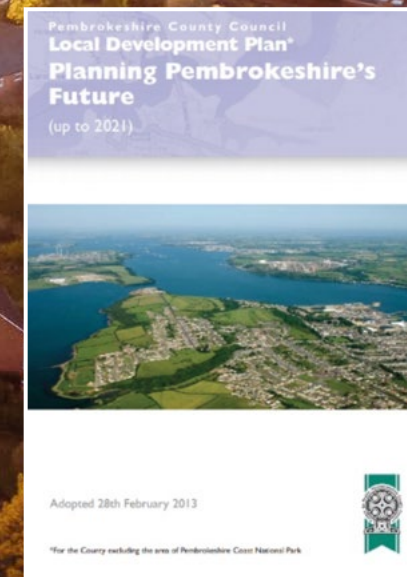 Pembrokeshire County Council
Local Development Plan*
Planning Pembrokeshire's
Future
(up to 2021)
Adopted 28th February 2013
*For the County excluding the area of Pembrokeshire Coast National Park